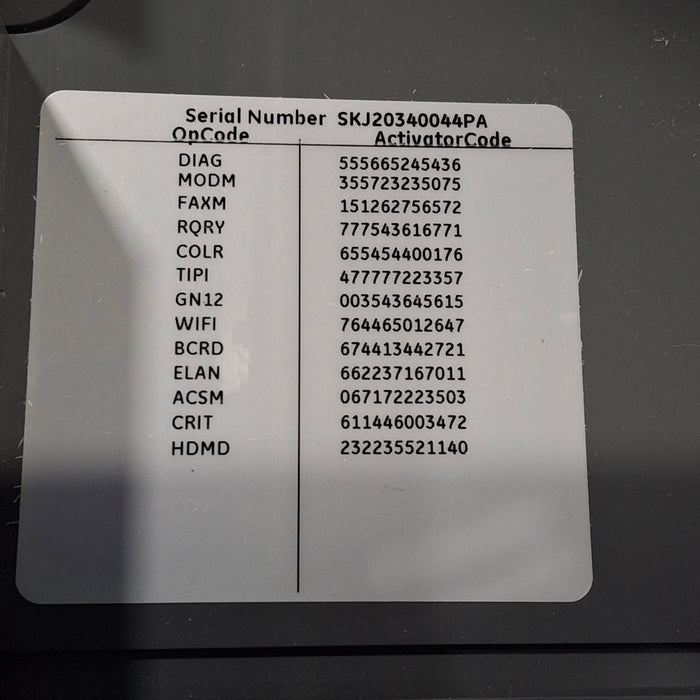 Serial Number SKJ20340044PA
OpCode ActivatorCode
DIAG 555665245436
MODM 355723235075
FAXM 151262756572
RQRY 777543616771
COLR 655454400176
TIPI 477777223357
GN12 003543645615
WIFI 764465012647
BCRD 674413442721
ELAN 662237167011
ACSM 067172223503
CRIT 611446003472
HDMD 232235521140